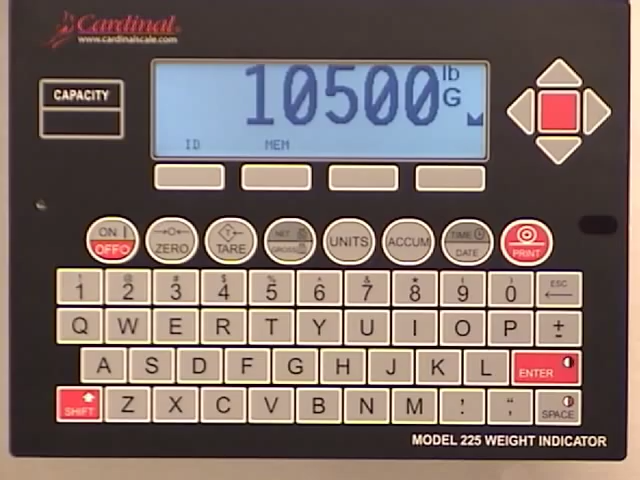 Cardinal
www.cardinalscale.com
CAPACITY
10500 lb G
ID MEM
ON OFF
→O← ZERO
T TARE
NET GROSS
UNITS
ACCUM
TIME DATE
PRINT
! @ # $ % ^ & * ( )
1 2 3 4 5 6 7 8 9 0 ESC
Q W E R T Y U I O P ±
A S D F G H J K L ENTER
SHIFT Z X C V B N M SPACE
MODEL 225 WEIGHT INDICATOR